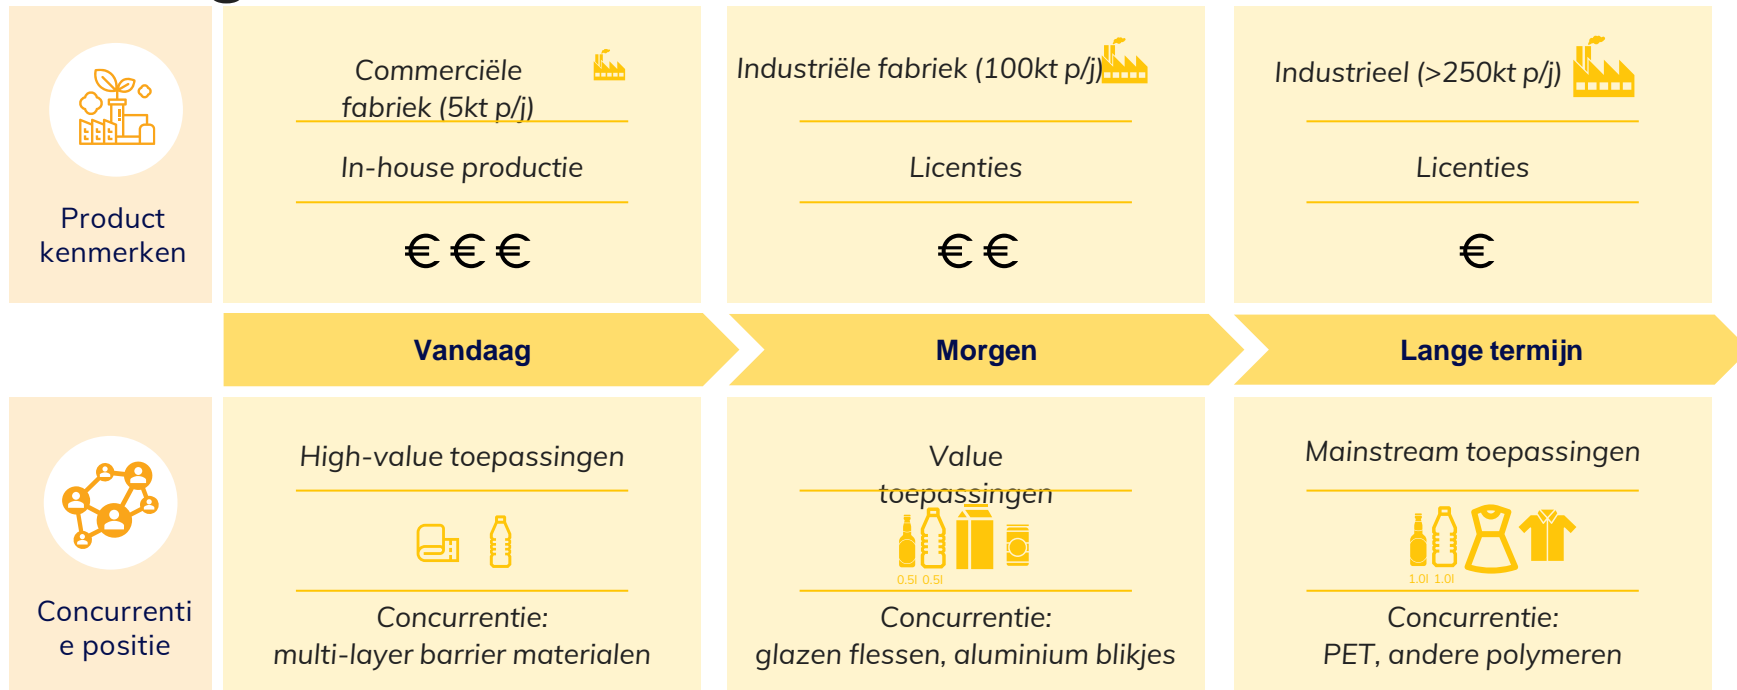 Product
kenmerken
Commerciële
fabriek (5kt p/j)
In-house productie
€€€
Industriële fabriek (100kt p/j)
Licenties
€€
Industrieel (>250kt p/j)
Licenties
€
Vandaag
Morgen
Lange termijn
Concurrenti
e positie
High-value toepassingen
Concurrentie:
multi-layer barrier materialen
Value
toepassingen
0.5l 0.5l
Concurrentie:
glazen flessen, aluminium blikjes
Mainstream toepassingen
1.0l 1.0l
Concurrentie:
PET, andere polymeren